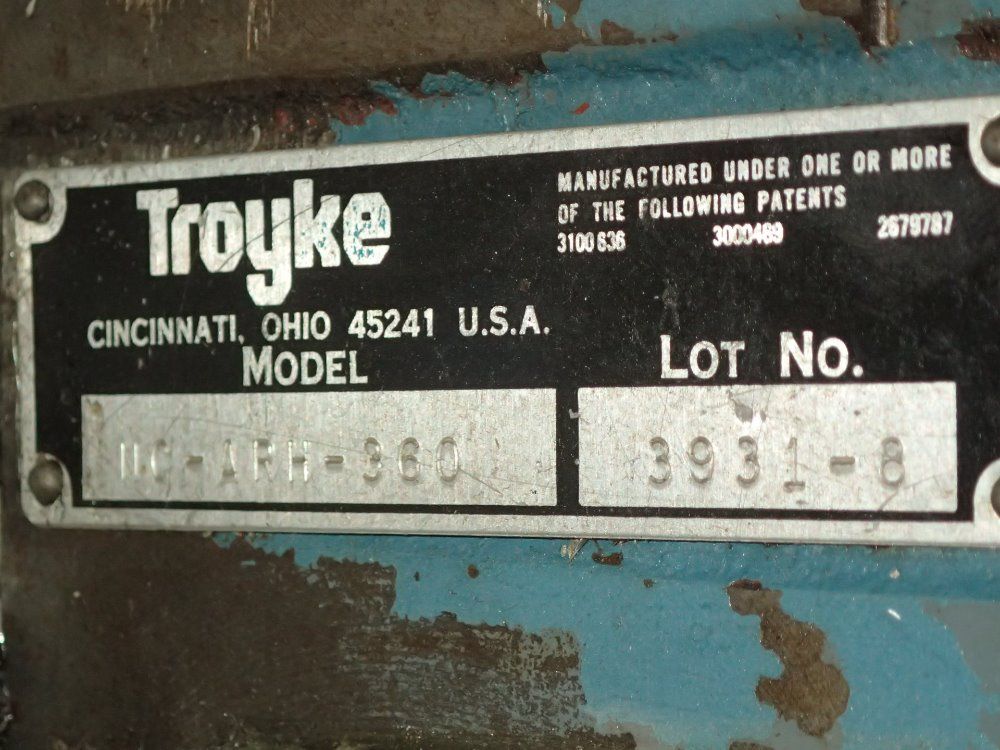 Troyke
MANUFACTURED UNDER ONE OR MORE
OF THE FOLLOWING PATENTS
3100636 3000469 2679787
CINCINNATI, OHIO 45241 U.S.A.
MODEL
LOT NO.
3931-8